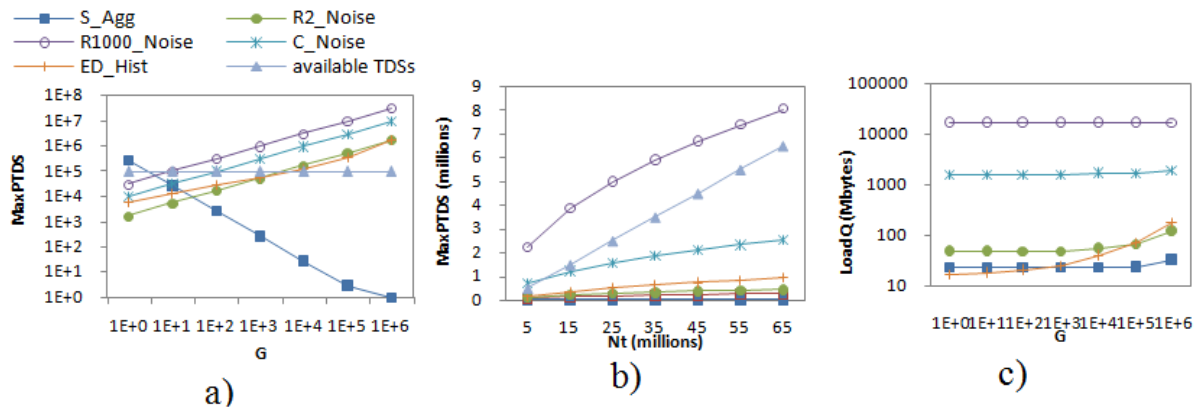 S_Agg
R2_Noise
R1000_Noise
C_Noise
ED_Hist
available TDSs
MaxPTDS
1E+8
1E+7
1E+6
1E+5
1E+4
1E+3
1E+2
1E+1
1E+0
1E+0 1E+1 1E+2 1E+3 1E+4 1E+5 1E+6
G
a)
MaxPTDS (millions)
9
8
7
6
5
4
3
2
1
0
5 15 25 35 45 55 65
Nt (millions)
b)
LoadQ (Mbytes)
100000
10000
1000
100
10
1E+01E+11E+21E+31E+41E+51E+6
G
c)